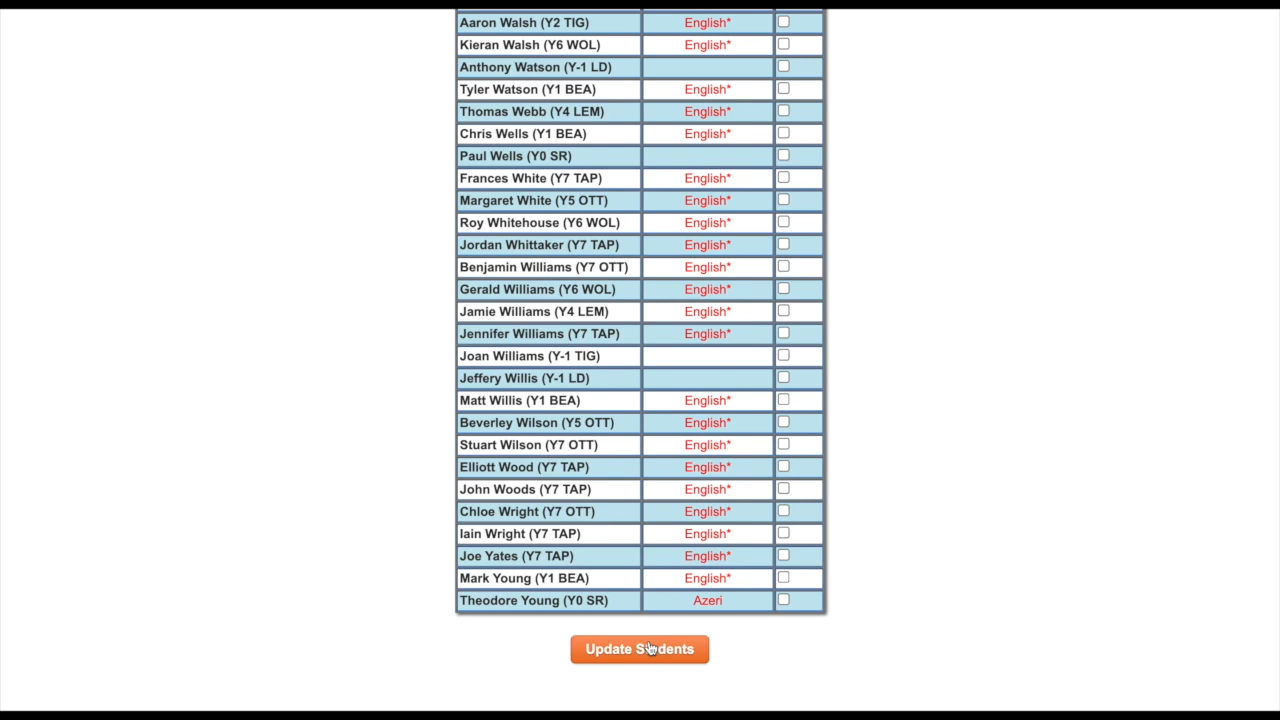 Aaron Walsh (Y2 TIG) English*
Kieran Walsh (Y6 WOL) English*
Anthony Watson (Y-1 LD)
Tyler Watson (Y1 BEA) English*
Thomas Webb (Y4 LEM) English*
Chris Wells (Y1 BEA) English*
Paul Wells (Y0 SR)
Frances White (Y7 TAP) English*
Margaret White (Y5 OTT) English*
Roy Whitehouse (Y6 WOL) English*
Jordan Whittaker (Y7 TAP) English*
Benjamin Williams (Y7 OTT) English*
Gerald Williams (Y6 WOL) English*
Jamie Williams (Y4 LEM) English*
Jennifer Williams (Y7 TAP) English*
Joan Williams (Y-1 TIG)
Jeffery Willis (Y-1 LD)
Matt Willis (Y1 BEA) English*
Beverley Wilson (Y5 OTT) English*
Stuart Wilson (Y7 OTT) English*
Elliott Wood (Y7 TAP) English*
John Woods (Y7 TAP) English*
Chloe Wright (Y7 OTT) English*
Iain Wright (Y7 TAP) English*
Joe Yates (Y7 TAP) English*
Mark Young (Y1 BEA) English*
Theodore Young (Y0 SR) Azeri
Update Students